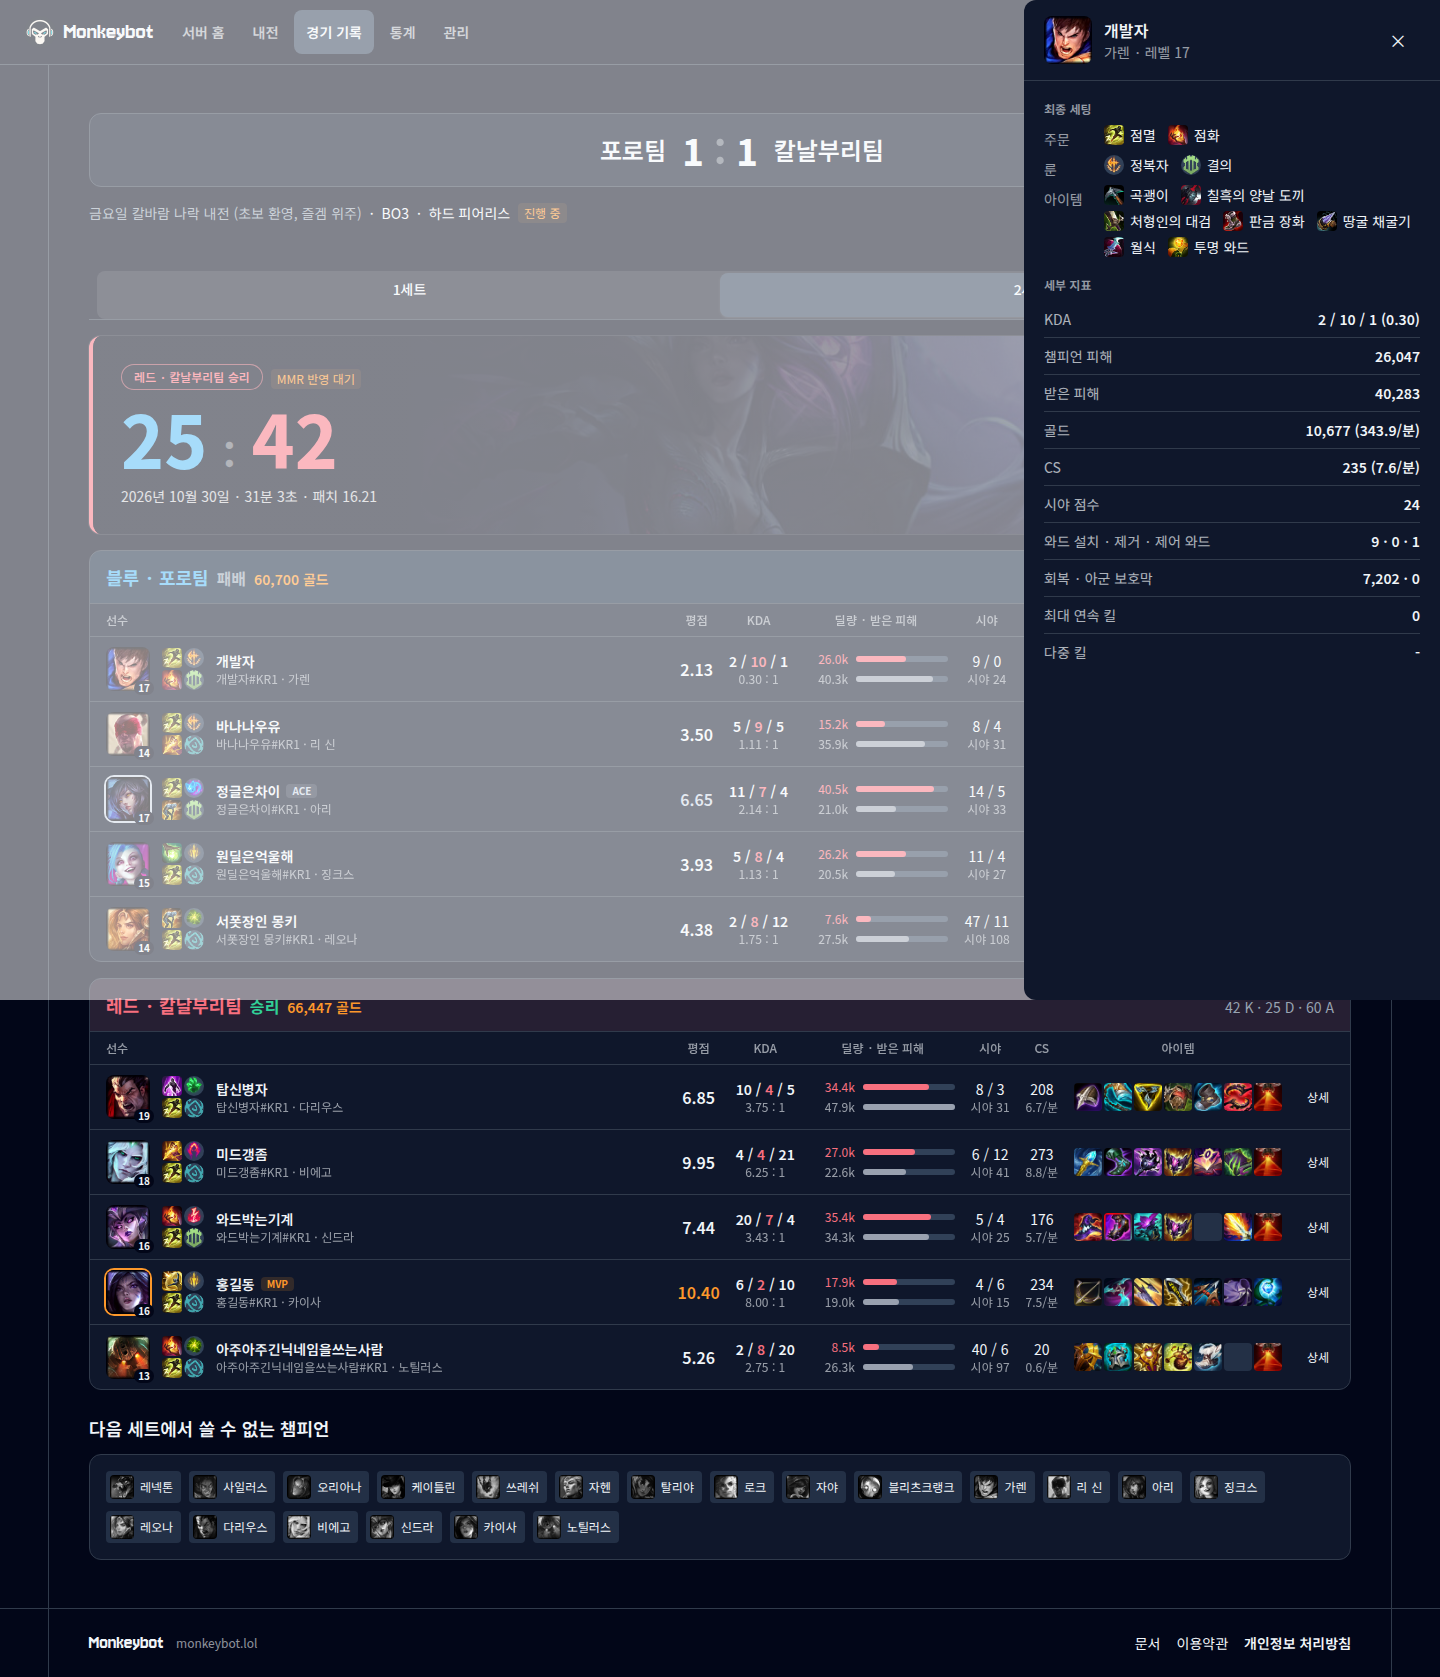 Monkeybot 서버 홈 내전 경기 기록 통계 관리
포로팀 1 : 1 칼날부리팀
금요일 칼바람 나락 내전 (초보 환영, 즐겜 위주) · BO3 · 하드 피어리스 진행 중
1세트
레드 · 칼날부리팀 승리 MMR 반영 대기
25 : 42
2026년 10월 30일 · 31분 3초 · 패치 16.21
블루 · 포로팀 패배 60,700 골드
선수 평점 KDA 딜량 · 받은 피해 시야
17 개발자 2.13 2 / 10 / 1 26.0k 9 / 0
개발자#KR1 · 가렌 0.30 : 1 40.3k 시야 24
14 바나나우유 3.50 5 / 9 / 5 15.2k 8 / 4
바나나우유#KR1 · 리 신 1.11 : 1 35.9k 시야 31
17 정글은차이 ACE 6.65 11 / 7 / 4 40.5k 14 / 5
정글은차이#KR1 · 아리 2.14 : 1 21.0k 시야 33
15 원딜은억울해 3.93 5 / 8 / 4 26.2k 11 / 4
원딜은억울해#KR1 · 징크스 1.13 : 1 20.5k 시야 27
14 서폿장인 몽키 4.38 2 / 8 / 12 7.6k 47 / 11
서폿장인 몽키#KR1 · 레오나 1.75 : 1 27.5k 시야 108
개발자
가렌 · 레벨 17
최종 세팅
주문 점멸 점화
룬 정복자 결의
아이템 곡괭이 칠흑의 양날 도끼
처형인의 대검 판금 장화 땅굴 채굴기
월식 투명 와드
세부 지표
KDA 2 / 10 / 1 (0.30)
챔피언 피해 26,047
받은 피해 40,283
골드 10,677 (343.9/분)
CS 235 (7.6/분)
시야 점수 24
와드 설치 · 제거 · 제어 와드 9 · 0 · 1
회복 · 아군 보호막 7,202 · 0
최대 연속 킬 0
다중 킬 -
레드 · 칼날부리팀 승리 66,447 골드 42 K · 25 D · 60 A
선수 평점 KDA 딜량 · 받은 피해 시야 CS 아이템
19 탑신병자 6.85 10 / 4 / 5 34.4k 8 / 3 208 상세
탑신병자#KR1 · 다리우스 3.75 : 1 47.9k 시야 31 6.7/분
18 미드갱좀 9.95 4 / 4 / 21 27.0k 6 / 12 273 상세
미드갱좀#KR1 · 비에고 6.25 : 1 22.6k 시야 41 8.8/분
16 와드박는기계 7.44 20 / 7 / 4 35.4k 5 / 4 176 상세
와드박는기계#KR1 · 신드라 3.43 : 1 34.3k 시야 25 5.7/분
16 홍길동 MVP 10.40 6 / 2 / 10 17.9k 4 / 6 234 상세
홍길동#KR1 · 카이사 8.00 : 1 19.0k 시야 15 7.5/분
13 아주아주긴닉네임을쓰는사람 5.26 2 / 8 / 20 8.5k 40 / 6 20 상세
아주아주긴닉네임을쓰는사람#KR1 · 노틸러스 2.75 : 1 26.3k 시야 97 0.6/분
다음 세트에서 쓸 수 없는 챔피언
레넥톤 사일러스 오리아나 케이틀린 쓰레쉬 자헨 탈리야 로크 자야 블리츠크랭크 가렌 리 신 아리 징크스
레오나 다리우스 비에고 신드라 카이사 노틸러스
Monkeybot monkeybot.lol 문서 이용약관 개인정보 처리방침